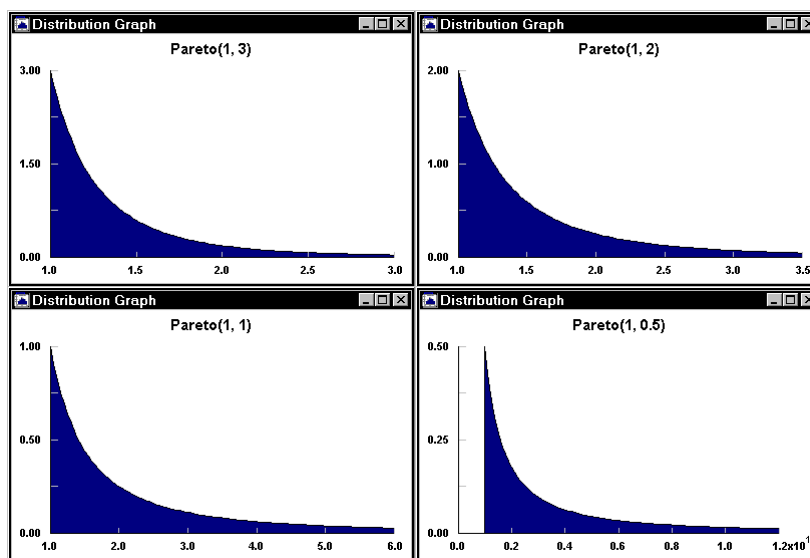 Distribution Graph
Pareto(1, 3)
3.00
1.50
0.00
1.0 1.5 2.0 2.5 3.0
Distribution Graph
Pareto(1, 2)
2.00
1.00
0.00
1.0 1.5 2.0 2.5 3.0 3.5
Distribution Graph
Pareto(1, 1)
1.00
0.50
0.00
1.0 2.0 3.0 4.0 5.0 6.0
Distribution Graph
Pareto(1, 0.5)
0.50
0.25
0.00
0.0 0.2 0.4 0.6 0.8 1.0